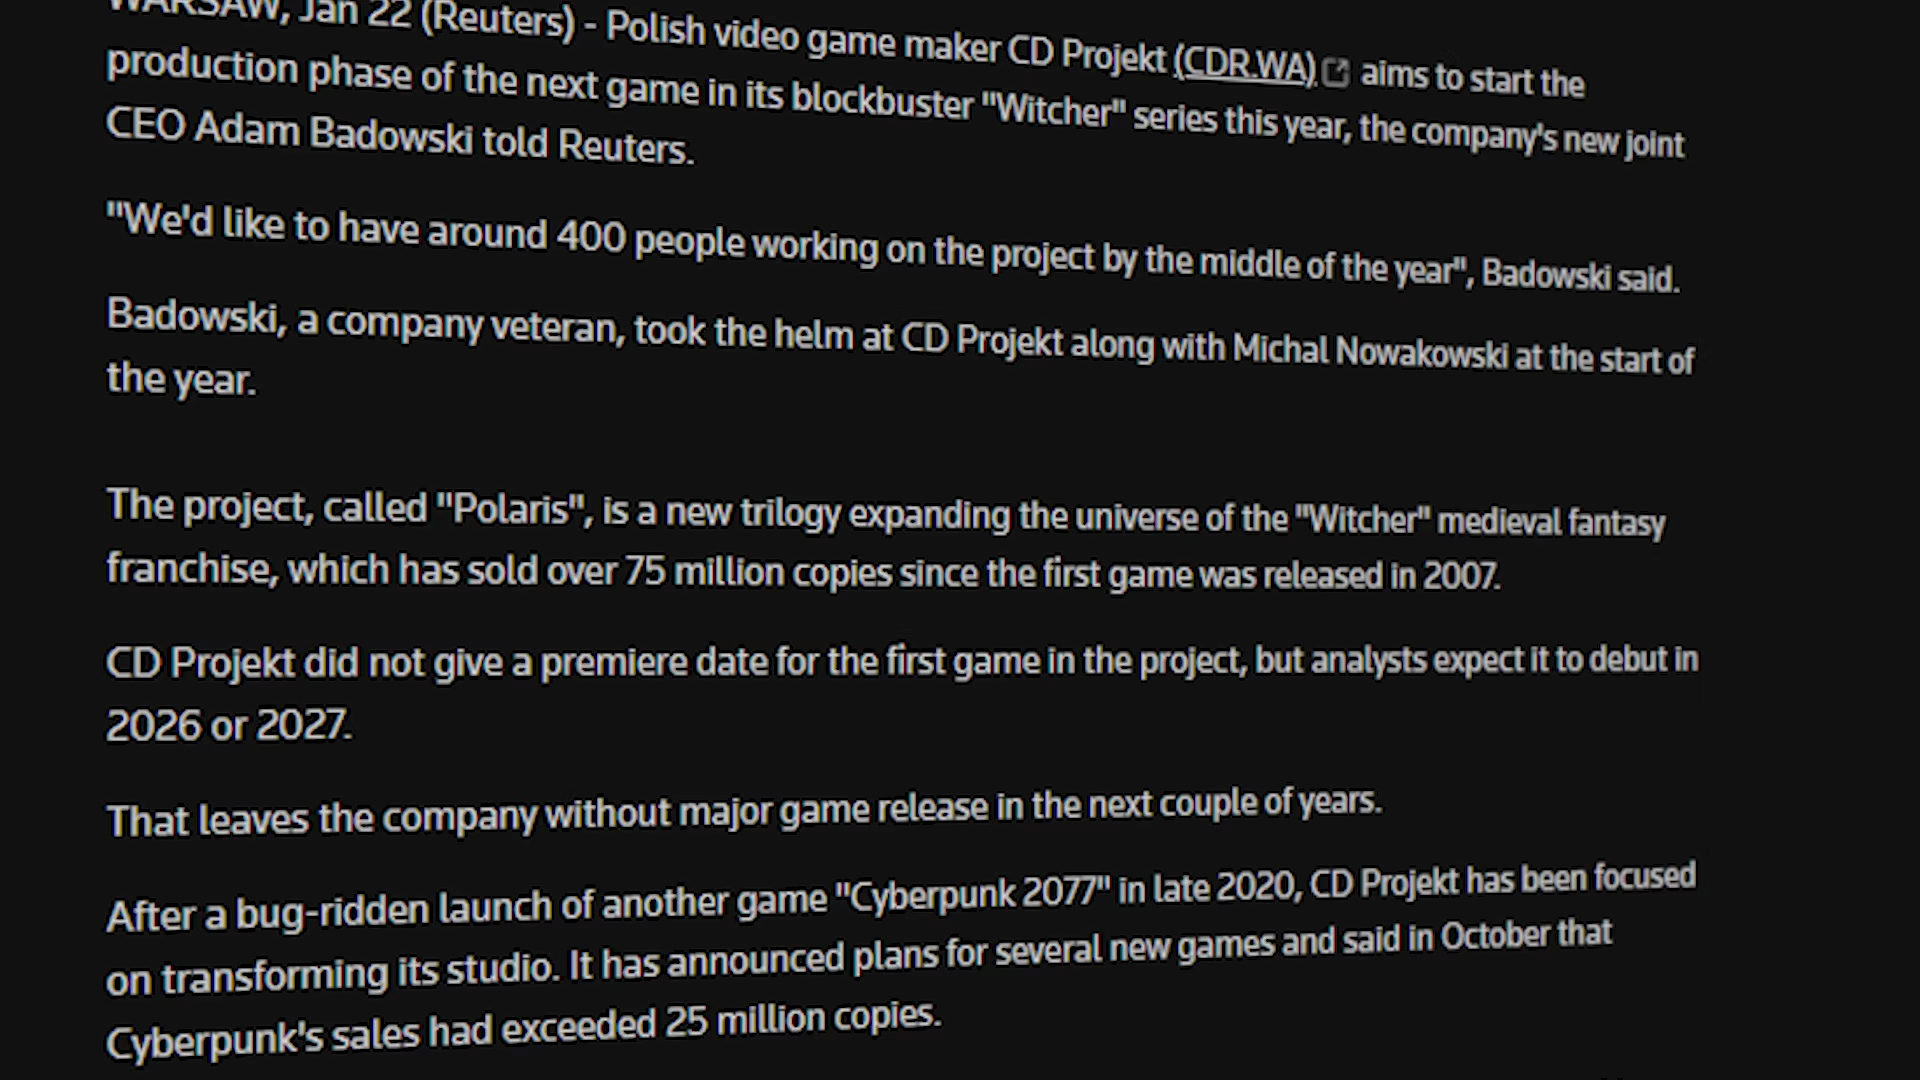 WARSAW, Jan 22 (Reuters) - Polish video game maker CD Projekt (CDR.WA) aims to start the
production phase of the next game in its blockbuster "Witcher" series this year, the company's new joint
CEO Adam Badowski told Reuters.
"We'd like to have around 400 people working on the project by the middle of the year", Badowski said.
Badowski, a company veteran, took the helm at CD Projekt along with Michal Nowakowski at the start of
the year.
The project, called "Polaris", is a new trilogy expanding the universe of the "Witcher" medieval fantasy
franchise, which has sold over 75 million copies since the first game was released in 2007.
CD Projekt did not give a premiere date for the first game in the project, but analysts expect it to debut in
2026 or 2027.
That leaves the company without major game release in the next couple of years.
After a bug-ridden launch of another game "Cyberpunk 2077" in late 2020, CD Projekt has been focused
on transforming its studio. It has announced plans for several new games and said in October that
Cyberpunk's sales had exceeded 25 million copies.